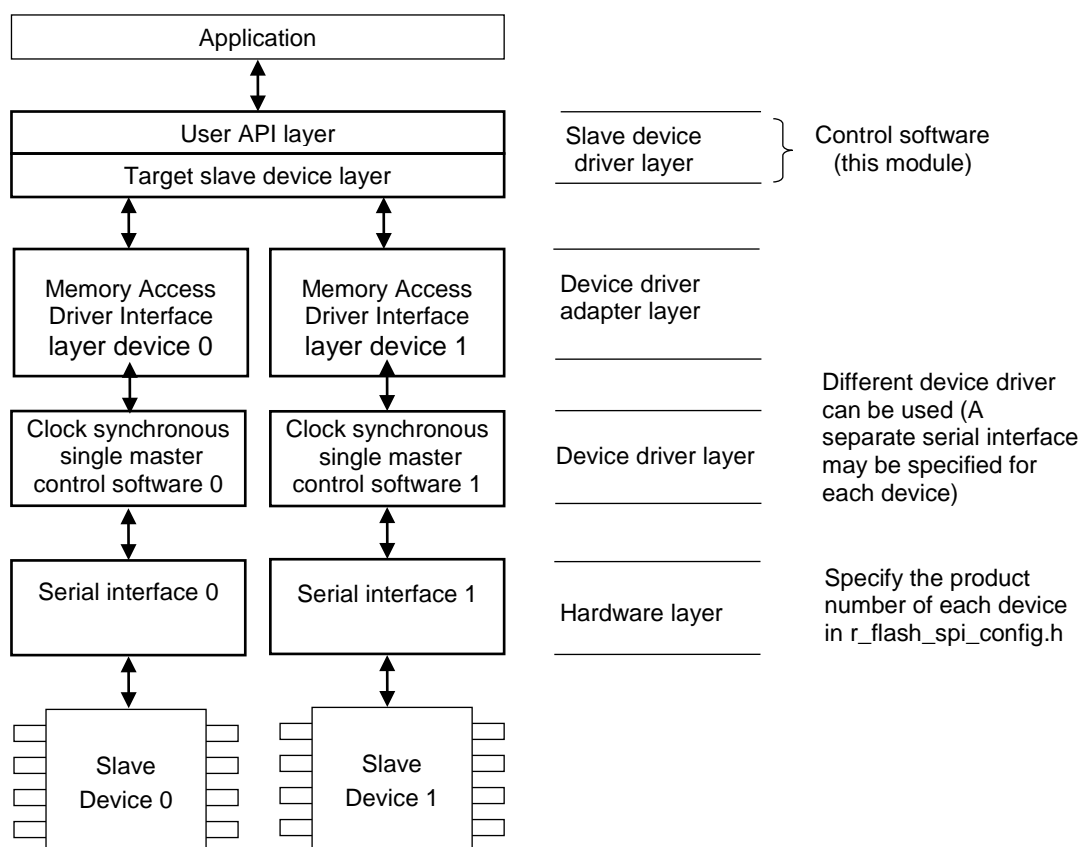 Application
User API layer
Target slave device layer
Slave device
driver layer
Control software
(this module)
Memory Access
Driver Interface
layer device 0
Memory Access
Driver Interface
layer device 1
Device driver
adapter layer
Clock synchronous
single master
control software 0
Clock synchronous
single master
control software 1
Device driver layer
Different device driver
can be used (A
separate serial interface
may be specified for
each device)
Serial interface 0
Serial interface 1
Hardware layer
Specify the product
number of each device
in r_flash_spi_config.h
Slave
Device 0
Slave
Device 1